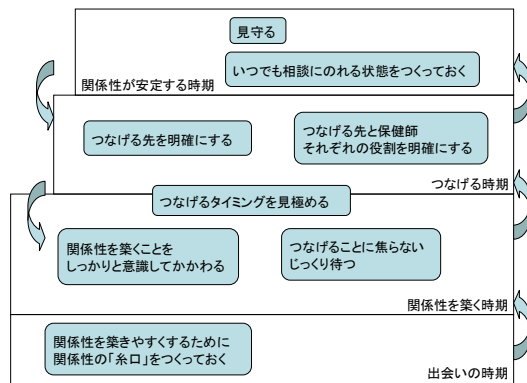 見守る
いつでも相談にのれる状態をつくっておく
関係性が安定する時期
つなげる先を明確にする
つなげる先と保健師
それぞれの役割を明確にする
つなげる時期
つなげるタイミングを見極める
関係性を築くことを
しっかりと意識してかかわる
つなげることに焦らない
じっくり待つ
関係性を築く時期
関係性を築きやすくするために
関係性の「糸口」をつくっておく
出会いの時期